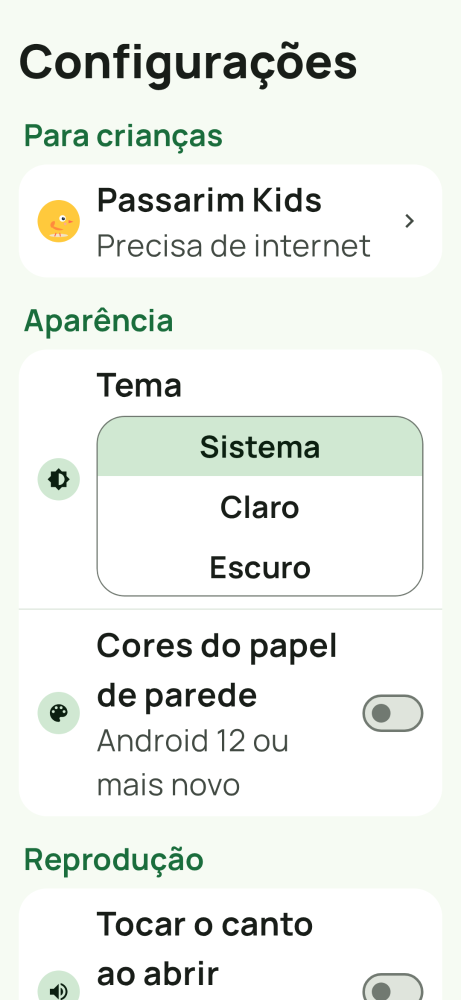 Configurações
Para crianças
Passarim Kids
Precisa de internet
Aparência
Tema
Sistema
Claro
Escuro
Cores do papel
de parede
Android 12 ou
mais novo
Reprodução
Tocar o canto
ao abrir